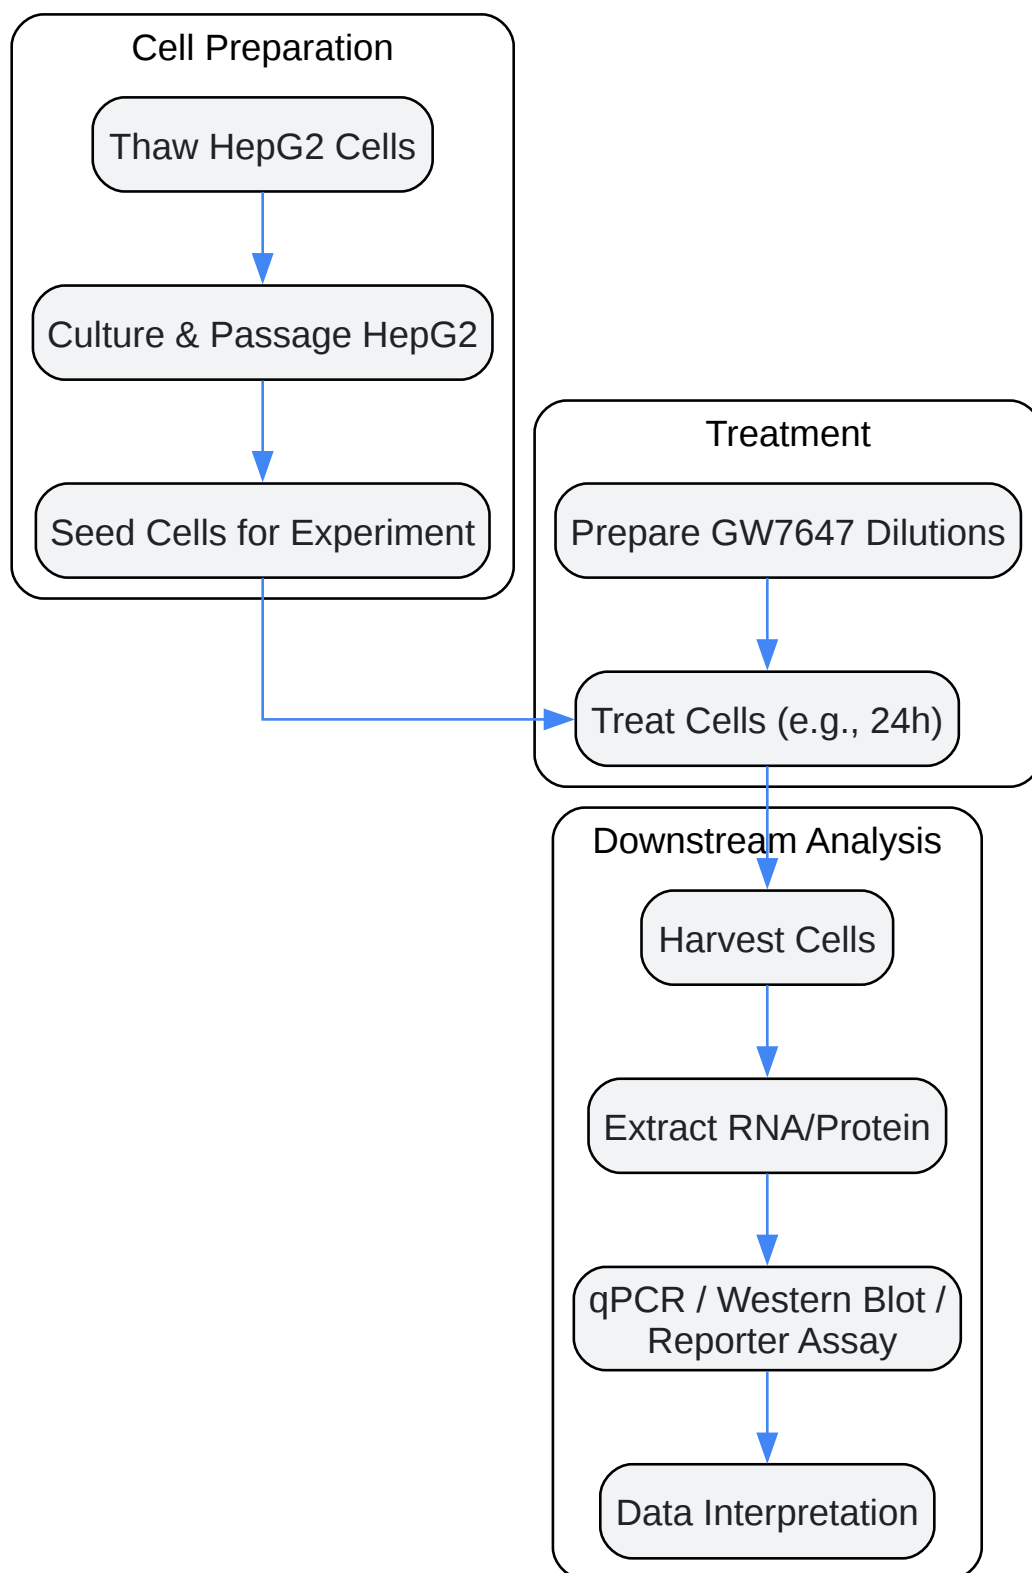 Cell Preparation
Thaw HepG2 Cells
Culture & Passage HepG2
Seed Cells for Experiment
Treatment
Prepare GW7647 Dilutions
Treat Cells (e.g., 24h)
Downstream Analysis
Harvest Cells
Extract RNA/Protein
qPCR / Western Blot /
Reporter Assay
Data Interpretation